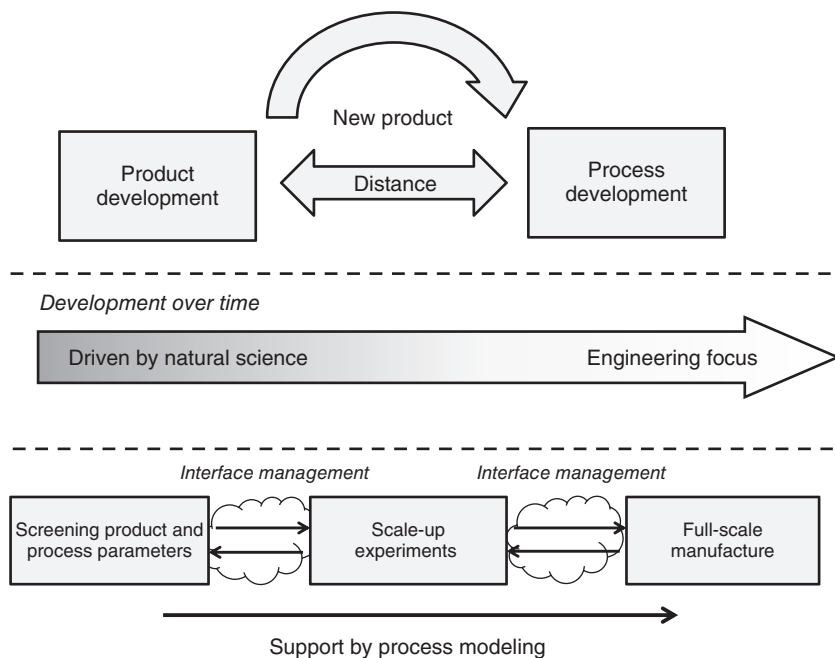 New product
Product
development
Distance
Process
development
Development over time
Driven by natural science
Engineering focus
Interface management
Interface management
Screening product and
process parameters
Scale-up
experiments
Full-scale
manufacture
Support by process modeling